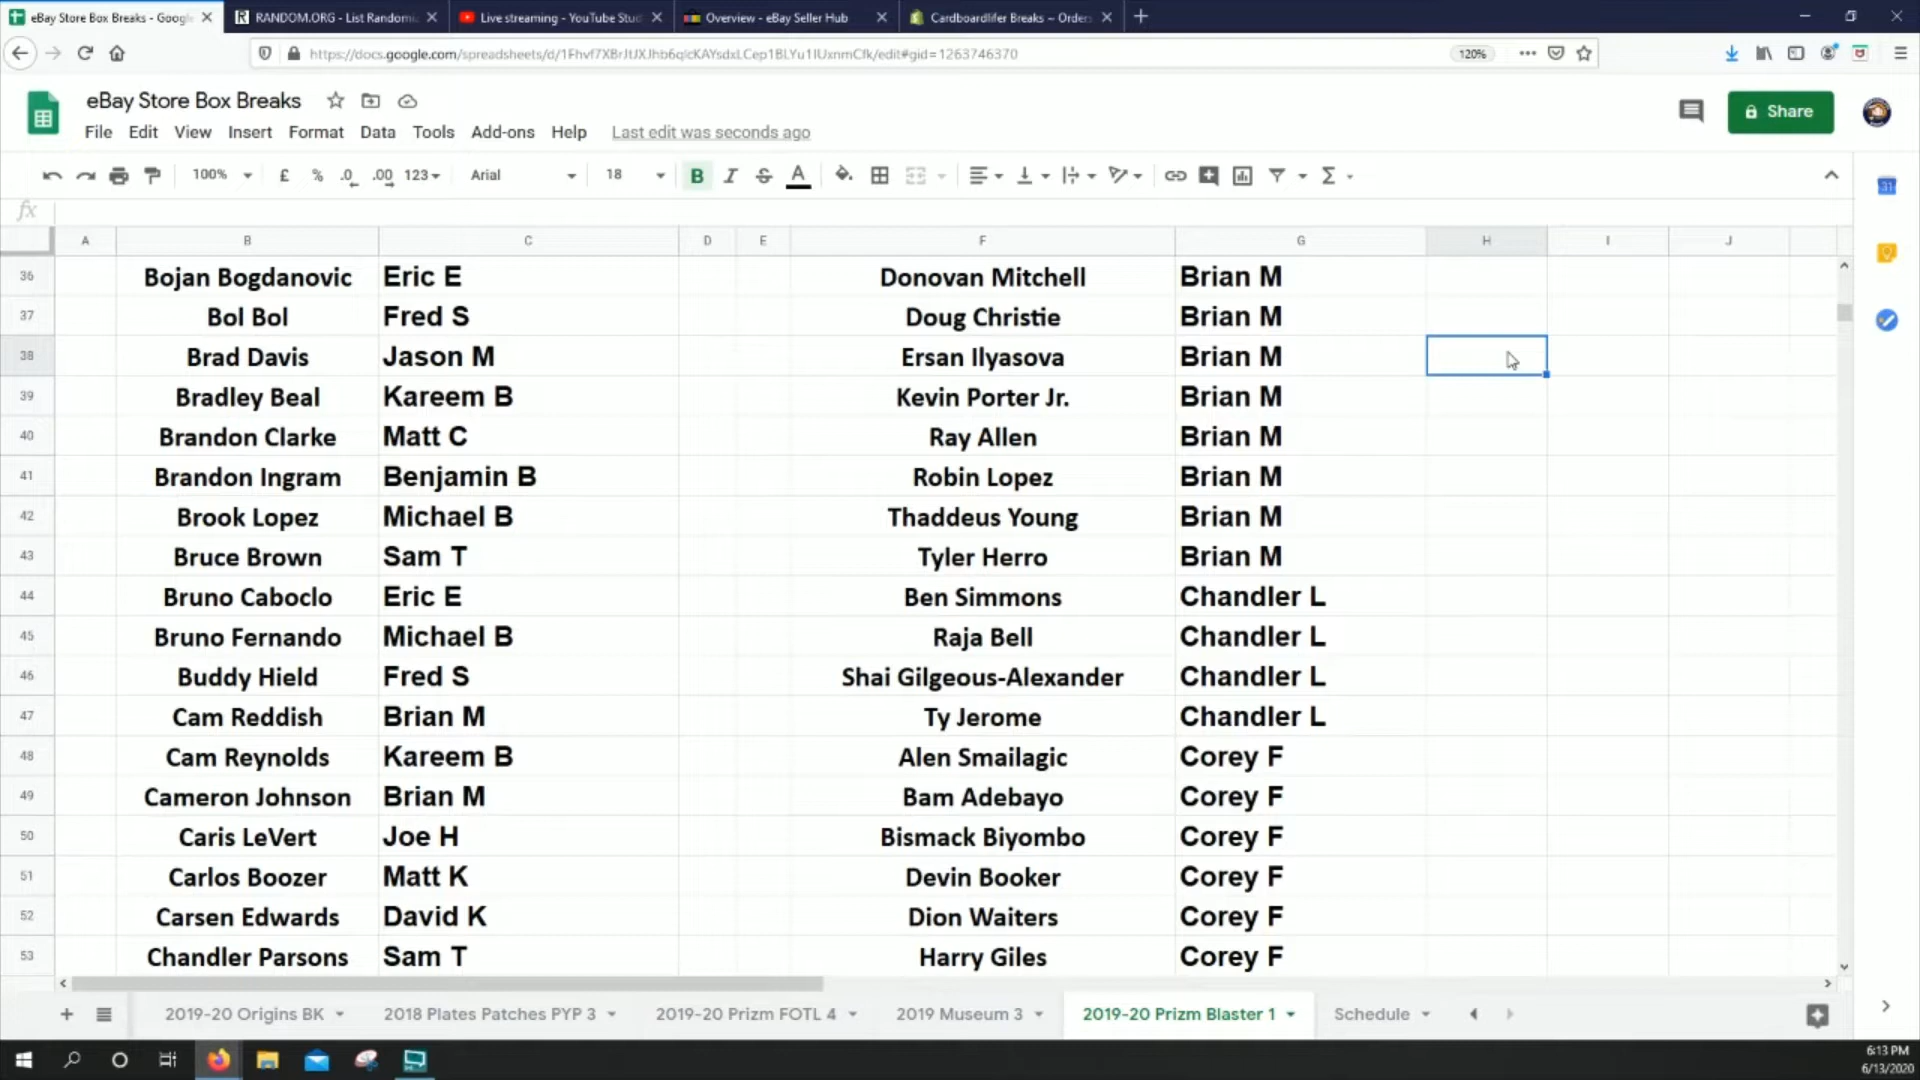 eBay Store Box Breaks - Google
RANDOM.ORG - List Randomi
Live streaming - YouTube Stud
Overview - eBay Seller Hub
Cardboardlifer Breaks ~ Orders
120%
eBay Store Box Breaks
File Edit View Insert Format Data Tools Add-ons Help Last edit was seconds ago
Share
100% £ % .0 .00 123 Arial 18 B I S A Σ
31
fx
A B C D E F G H I J
36 Bojan Bogdanovic Eric E Donovan Mitchell Brian M
37 Bol Bol Fred S Doug Christie Brian M
38 Brad Davis Jason M Ersan Ilyasova Brian M
39 Bradley Beal Kareem B Kevin Porter Jr. Brian M
40 Brandon Clarke Matt C Ray Allen Brian M
41 Brandon Ingram Benjamin B Robin Lopez Brian M
42 Brook Lopez Michael B Thaddeus Young Brian M
43 Bruce Brown Sam T Tyler Herro Brian M
44 Bruno Caboclo Eric E Ben Simmons Chandler L
45 Bruno Fernando Michael B Raja Bell Chandler L
46 Buddy Hield Fred S Shai Gilgeous-Alexander Chandler L
47 Cam Reddish Brian M Ty Jerome Chandler L
48 Cam Reynolds Kareem B Alen Smailagic Corey F
49 Cameron Johnson Brian M Bam Adebayo Corey F
50 Caris LeVert Joe H Bismack Biyombo Corey F
51 Carlos Boozer Matt K Devin Booker Corey F
52 Carsen Edwards David K Dion Waiters Corey F
53 Chandler Parsons Sam T Harry Giles Corey F
2019-20 Origins BK 2018 Plates Patches PYP 3 2019-20 Prizm FOTL 4 2019 Museum 3 2019-20 Prizm Blaster 1 Schedule
6:13 PM
6/13/2020